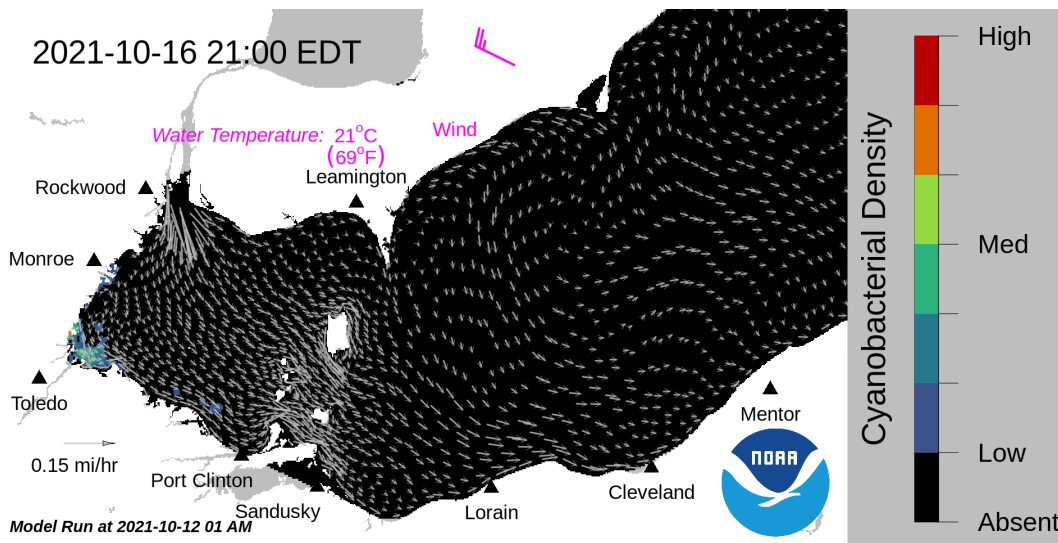 2021-10-16 21:00 EDT
Water Temperature: 21°C
(69°F)
Wind
Leamington
Rockwood
Monroe
Toledo
0.15 mi/hr
Port Clinton
Sandusky
Lorain
Cleveland
Mentor
NOAA
Model Run at 2021-10-12 01 AM
Cyanobacterial Density
High
Med
Low
Absent